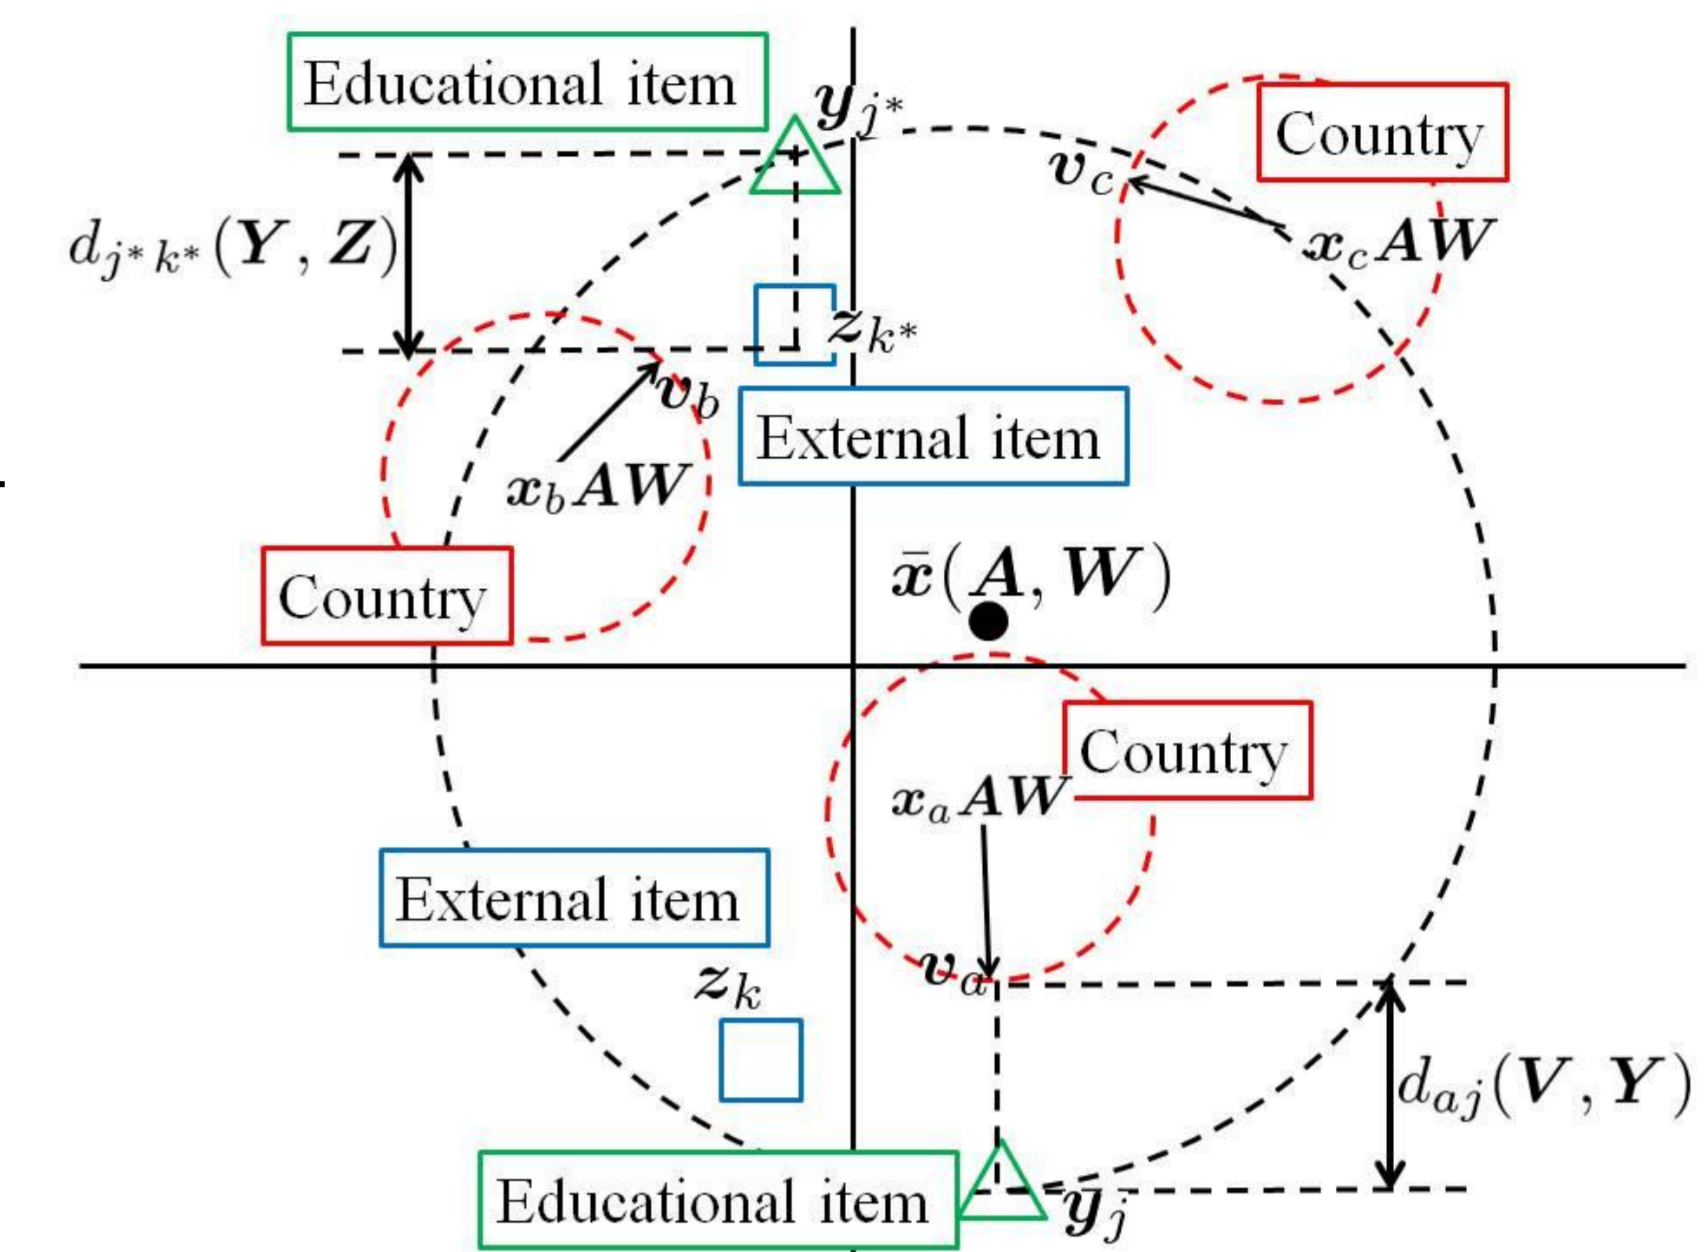 Educational item
y_{j*}
Country
v_c
d_{j*k*}(Y, Z)
x_c AW
z_{k*}
v_b
External item
x_b AW
x̄(A, W)
Country
Country
x_a AW
External item
v_a
z_k
d_{aj}(V, Y)
Educational item
y_j